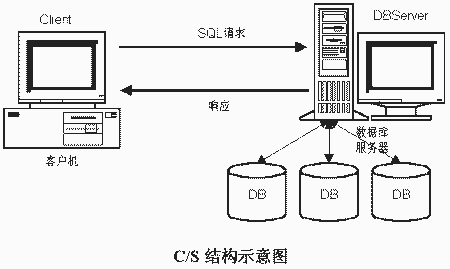 Client
DBServer
SQL请求
响应
客户机
数据库
服务器
DB
DB
DB
C/S 结构示意图